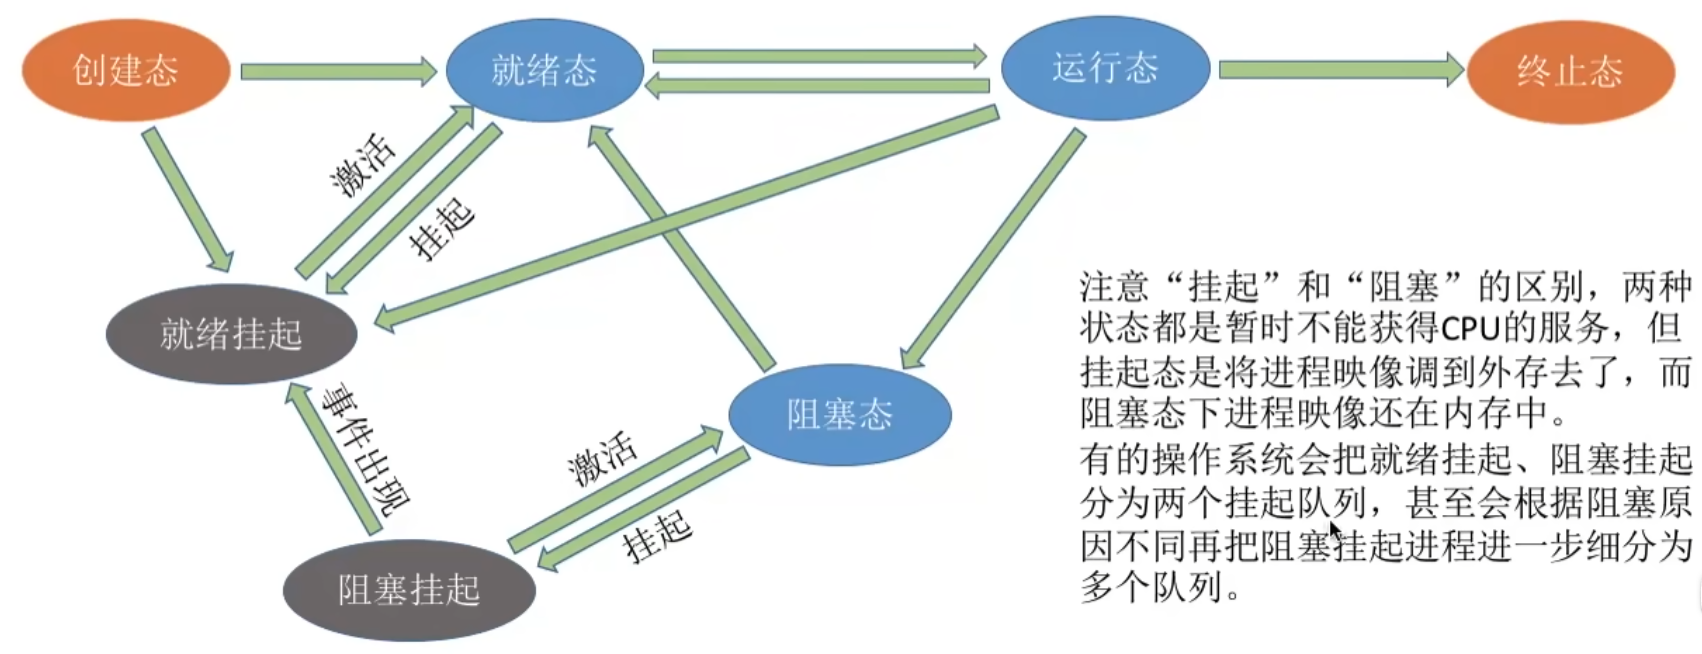 创建态
就绪态
运行态
终止态
激活
挂起
就绪挂起
事件出现
阻塞态
激活
挂起
阻塞挂起
注意“挂起”和“阻塞”的区别，两种
状态都是暂时不能获得CPU的服务，但
挂起态是将进程映像调到外存去了，而
阻塞态下进程映像还在内存中。
有的操作系统会把就绪挂起、阻塞挂起
分为两个挂起队列，甚至会根据阻塞原
因不同再把阻塞挂起进程进一步细分为
多个队列。